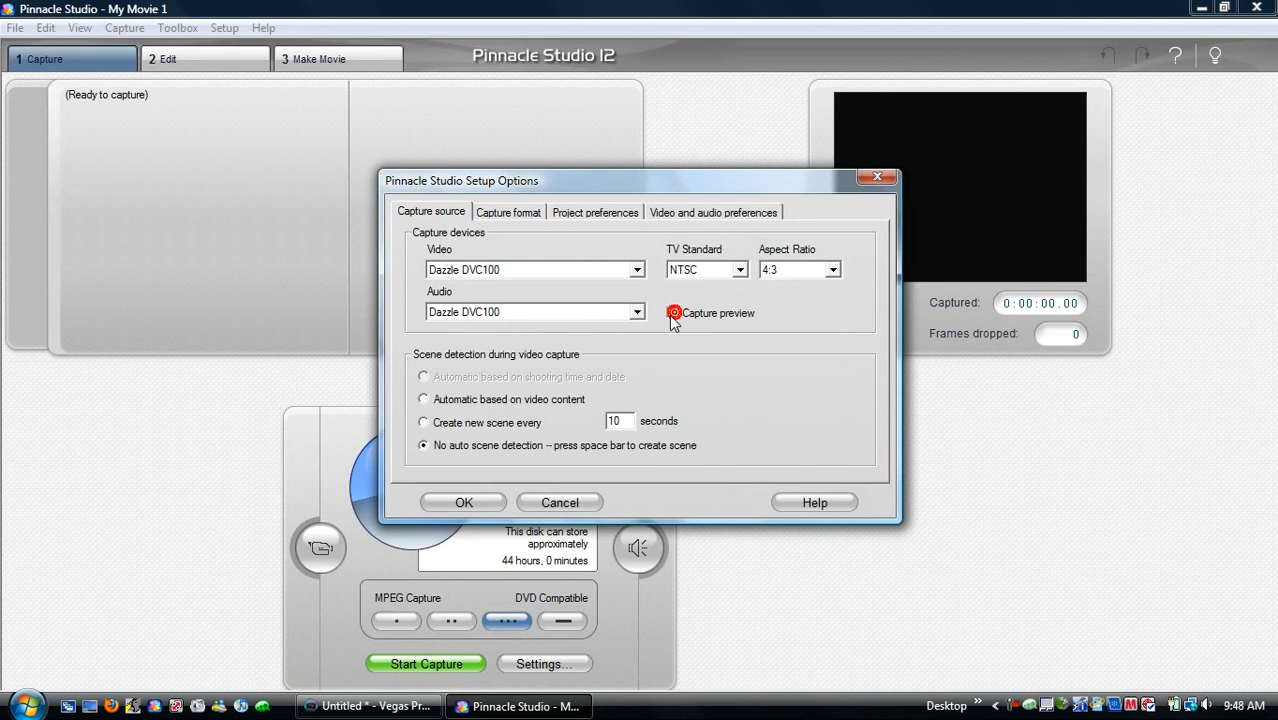 Pinnacle Studio - My Movie 1
File Edit View Capture Toolbox Setup Help
1 Capture
2 Edit
3 Make Movie
Pinnacle Studio 12
(Ready to capture)
Pinnacle Studio Setup Options
Capture source
Capture format
Project preferences
Video and audio preferences
Capture devices
Video
TV Standard
Aspect Ratio
Dazzle DVC100
NTSC
4:3
Audio
Dazzle DVC100
Capture preview
Scene detection during video capture
Automatic based on shooting time and date
Automatic based on video content
Create new scene every 10 seconds
No auto scene detection -- press space bar to create scene
OK
Cancel
Help
Captured: 0:00:00.00
Frames dropped: 0
This disk can store
approximately
44 hours, 0 minutes
MPEG Capture
DVD Compatible
Start Capture
Settings...
Untitled * - Vegas Pr...
Pinnacle Studio - M...
Desktop
9:48 AM